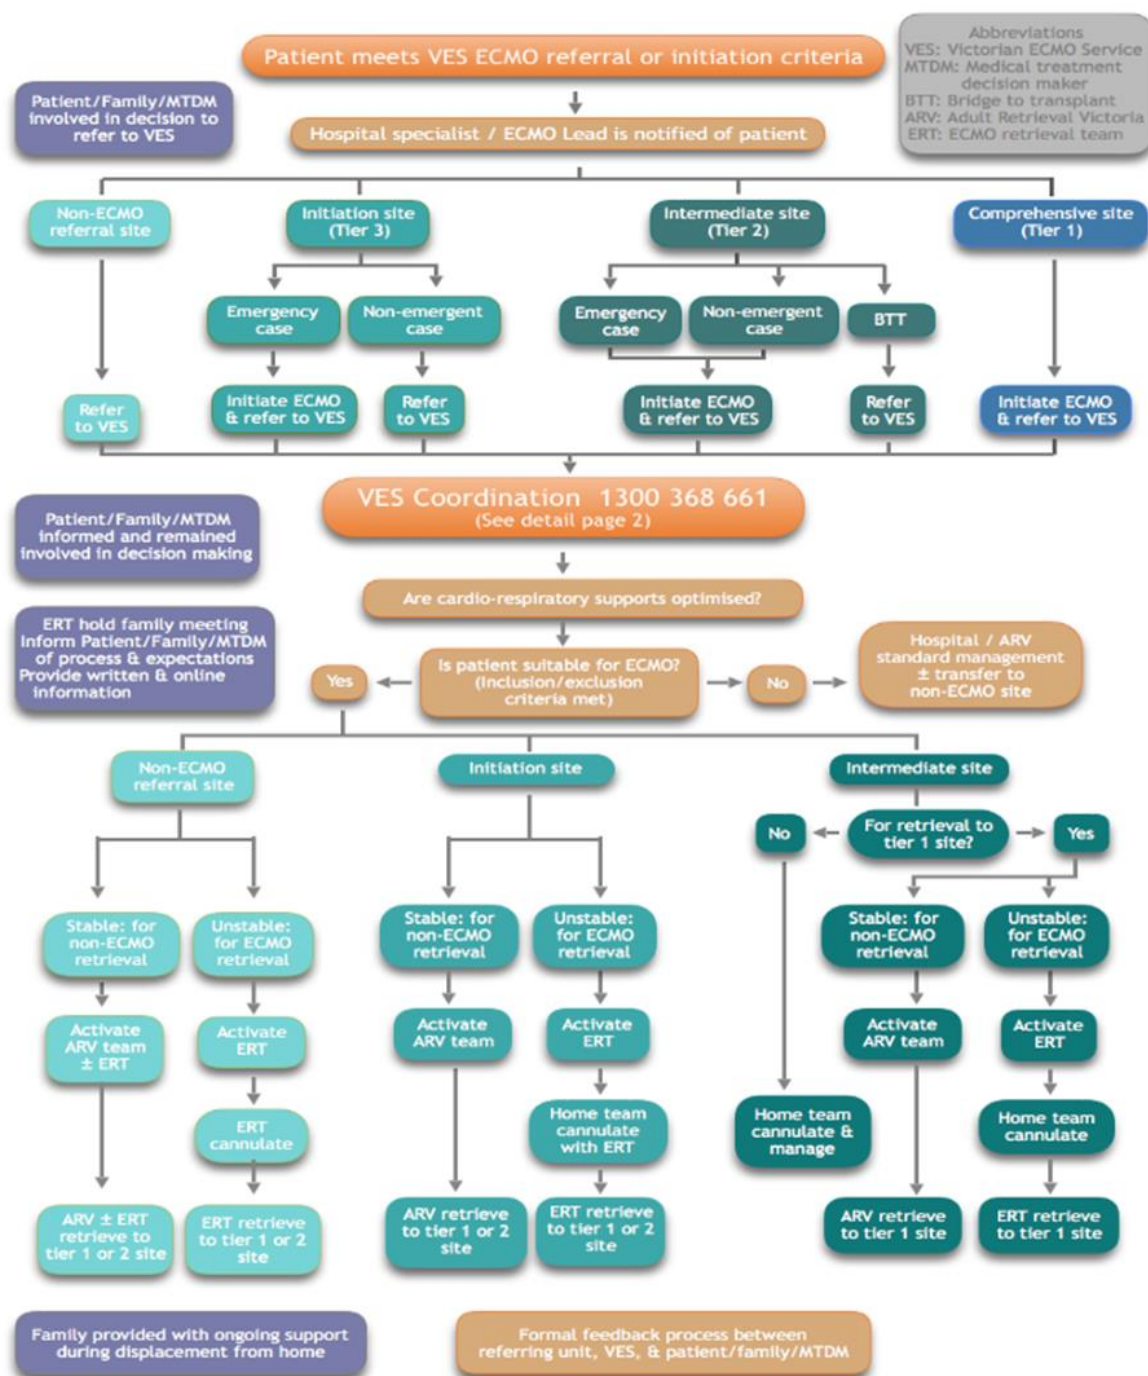 Abbreviations
VES: Victorian ECMO Service
MTDM: Medical treatment
decision maker
BTT: Bridge to transplant
ARV: Adult Retrieval Victoria
ERT: ECMO retrieval team
Patient meets VES ECMO referral or initiation criteria
Patient/Family/MTDM
involved in decision to
refer to VES
Hospital specialist / ECMO Lead is notified of patient
Non-ECMO
referral site
Initiation site
(Tier 3)
Intermediate site
(Tier 2)
Comprehensive site
(Tier 1)
Emergency
case
Non-emergent
case
Emergency
case
Non-emergent
case
BTT
Refer
to VES
Initiate ECMO
& refer to VES
Refer
to VES
Initiate ECMO
& refer to VES
Refer
to VES
Initiate ECMO
& refer to VES
VES Coordination 1300 368 661
(See detail page 2)
Patient/Family/MTDM
informed and remained
involved in decision making
Are cardio-respiratory supports optimised?
ERT hold family meeting
Inform Patient/Family/MTDM
of process & expectations
Provide written & online
information
Yes
Is patient suitable for ECMO?
(Inclusion/exclusion
criteria met)
No
Hospital / ARV
standard management
± transfer to
non-ECMO site
Non-ECMO
referral site
Initiation site
Intermediate site
No
For retrieval to
tier 1 site?
Yes
Stable: for
non-ECMO
retrieval
Unstable:
for ECMO
retrieval
Stable: for
non-ECMO
retrieval
Unstable:
for ECMO
retrieval
Stable: for
non-ECMO
retrieval
Unstable:
for ECMO
retrieval
Activate
ARV team
± ERT
Activate
ERT
Activate
ARV team
Activate
ERT
Activate
ARV team
Activate
ERT
ERT
cannulate
Home team
cannulate
with ERT
Home team
cannulate &
manage
Home team
cannulate
ARV ± ERT
retrieve to
tier 1 or 2 site
ERT retrieve
to tier 1 or 2
site
ARV retrieve
to tier 1 or 2
site
ERT retrieve
to tier 1 or 2
site
ARV retrieve
to tier 1 site
ERT retrieve
to tier 1 site
Family provided with ongoing support
during displacement from home
Formal feedback process between
referring unit, VES, & patient/family/MTDM